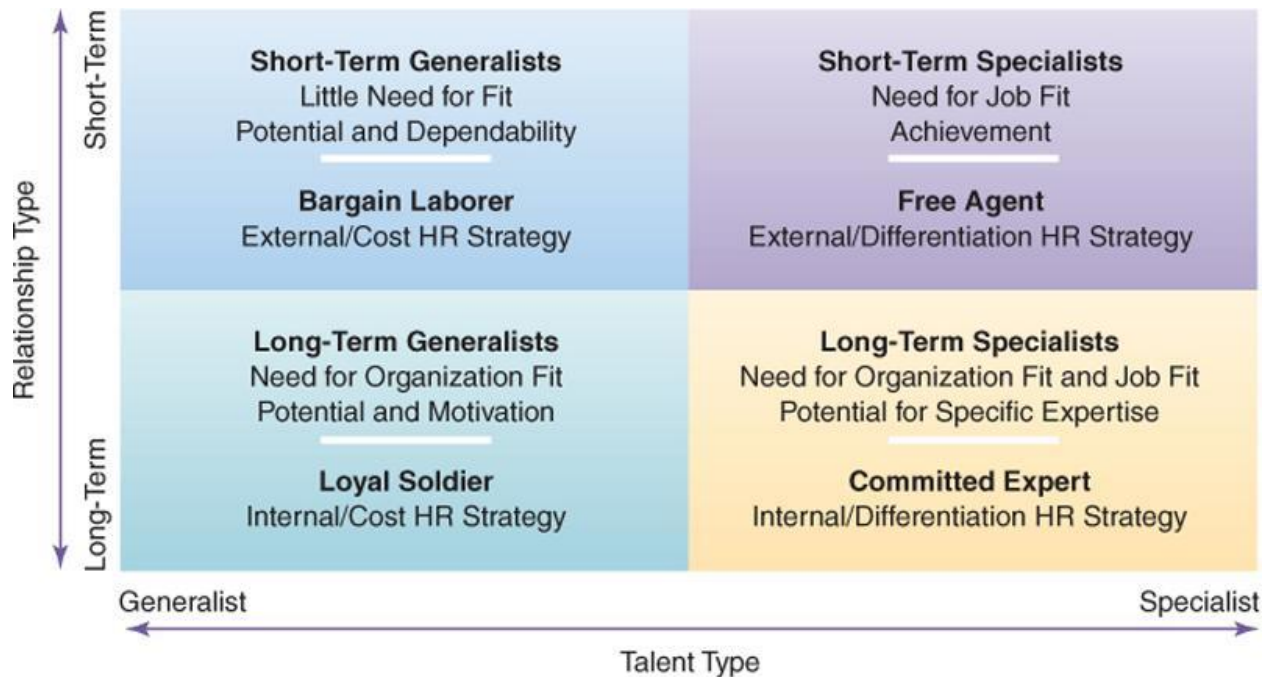 Short-Term
Relationship Type
Long-Term
Short-Term Generalists
Little Need for Fit
Potential and Dependability
Bargain Laborer
External/Cost HR Strategy
Short-Term Specialists
Need for Job Fit
Achievement
Free Agent
External/Differentiation HR Strategy
Long-Term Generalists
Need for Organization Fit
Potential and Motivation
Loyal Soldier
Internal/Cost HR Strategy
Long-Term Specialists
Need for Organization Fit and Job Fit
Potential for Specific Expertise
Committed Expert
Internal/Differentiation HR Strategy
Generalist
Specialist
Talent Type